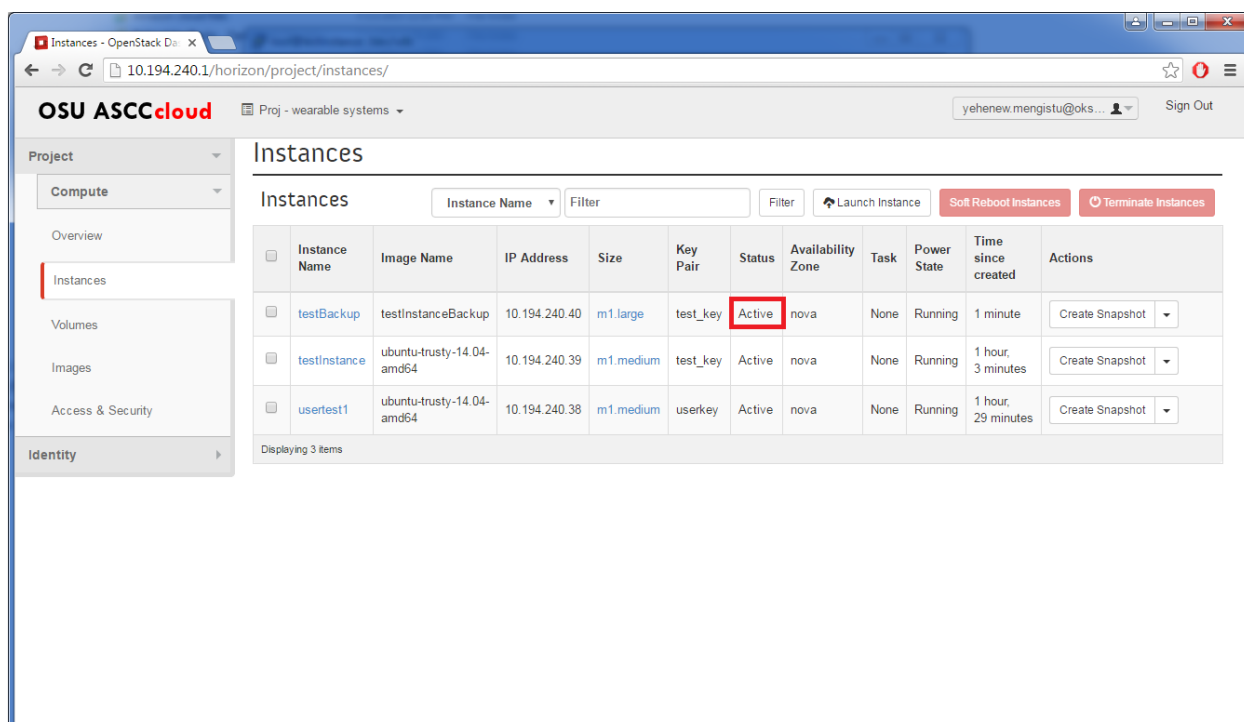 Instances - OpenStack Da
10.194.240.1/horizon/project/instances/
OSU ASCCcloud
Proj - wearable systems
yehenew.mengistu@oks...
Sign Out
Project
Compute
Overview
Instances
Volumes
Images
Access & Security
Identity
Instances
Instances
Instance Name
Filter
Filter
Launch Instance
Soft Reboot Instances
Terminate Instances
Instance Name Image Name IP Address Size Key Pair Status Availability Zone Task Power State Time since created Actions
testBackup testInstanceBackup 10.194.240.40 m1.large test_key Active nova None Running 1 minute Create Snapshot
testInstance ubuntu-trusty-14.04-amd64 10.194.240.39 m1.medium test_key Active nova None Running 1 hour, 3 minutes Create Snapshot
usertest1 ubuntu-trusty-14.04-amd64 10.194.240.38 m1.medium userkey Active nova None Running 1 hour, 29 minutes Create Snapshot
Displaying 3 items